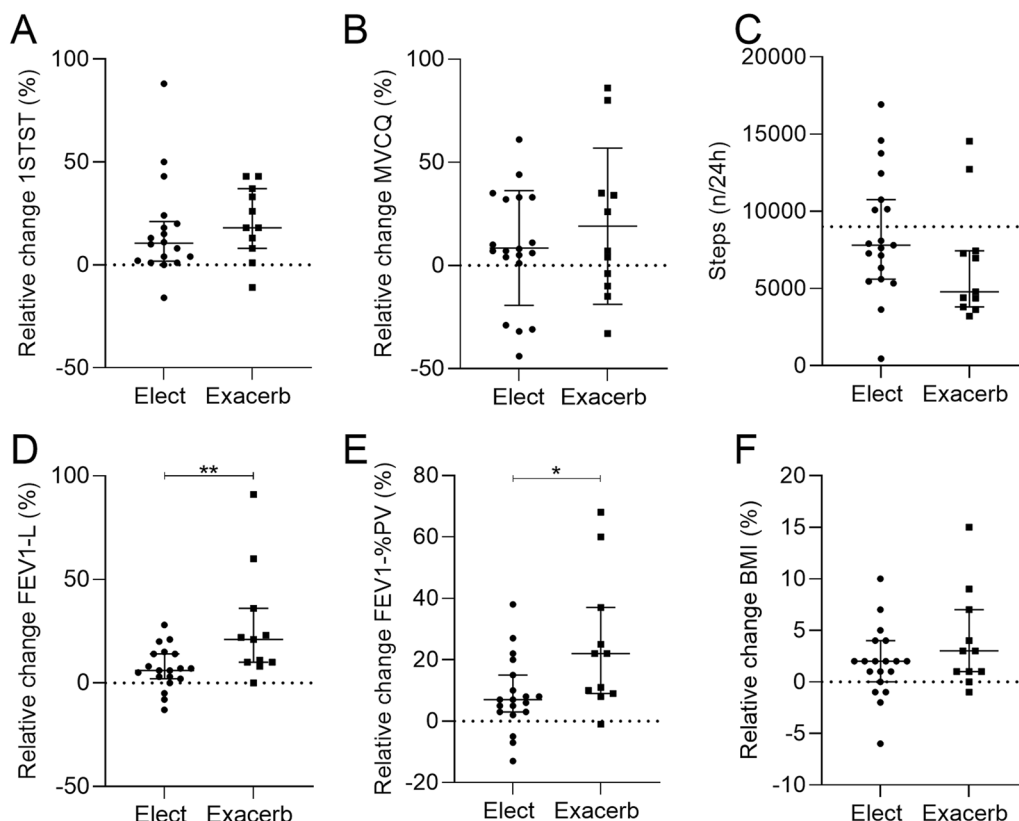 A
Relative change 1STST (%)
100
50
0
-50
Elect Exacerb
B
Relative change MVCQ (%)
100
50
0
-50
Elect Exacerb
C
Steps (n/24h)
20000
15000
10000
5000
0
Elect Exacerb
D
Relative change FEV1-L (%)
100
50
0
-50
**
Elect Exacerb
E
Relative change FEV1-%PV (%)
80
60
40
20
0
-20
*
Elect Exacerb
F
Relative change BMI (%)
20
15
10
5
0
-5
-10
Elect Exacerb